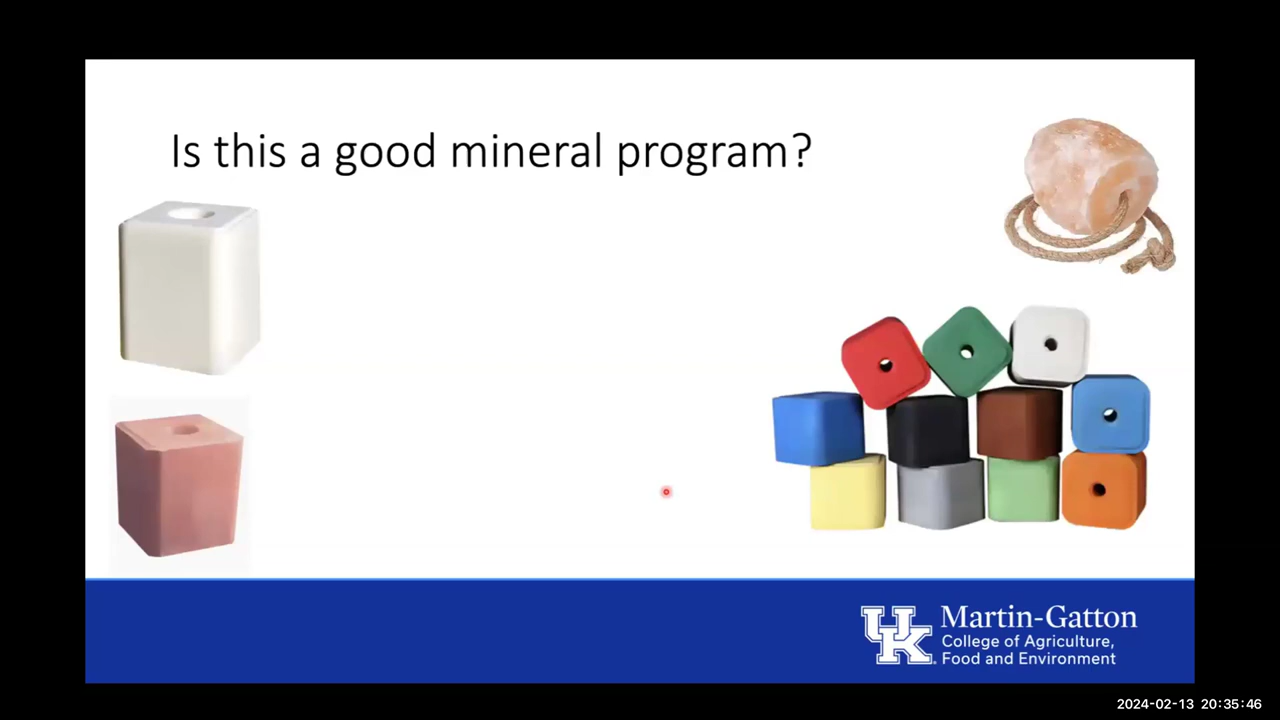 Is this a good mineral program?
UK
Martin-Gatton
College of Agriculture,
Food and Environment
2024-02-13 20:35:46